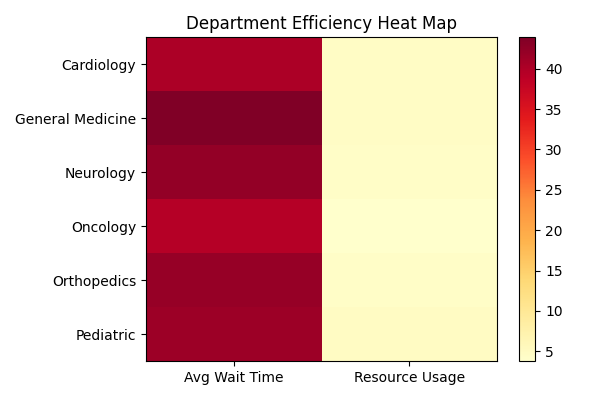 Department Efficiency Heat Map
Cardiology
General Medicine
Neurology
Oncology
Orthopedics
Pediatric
Avg Wait Time
Resource Usage
40
35
30
25
20
15
10
5